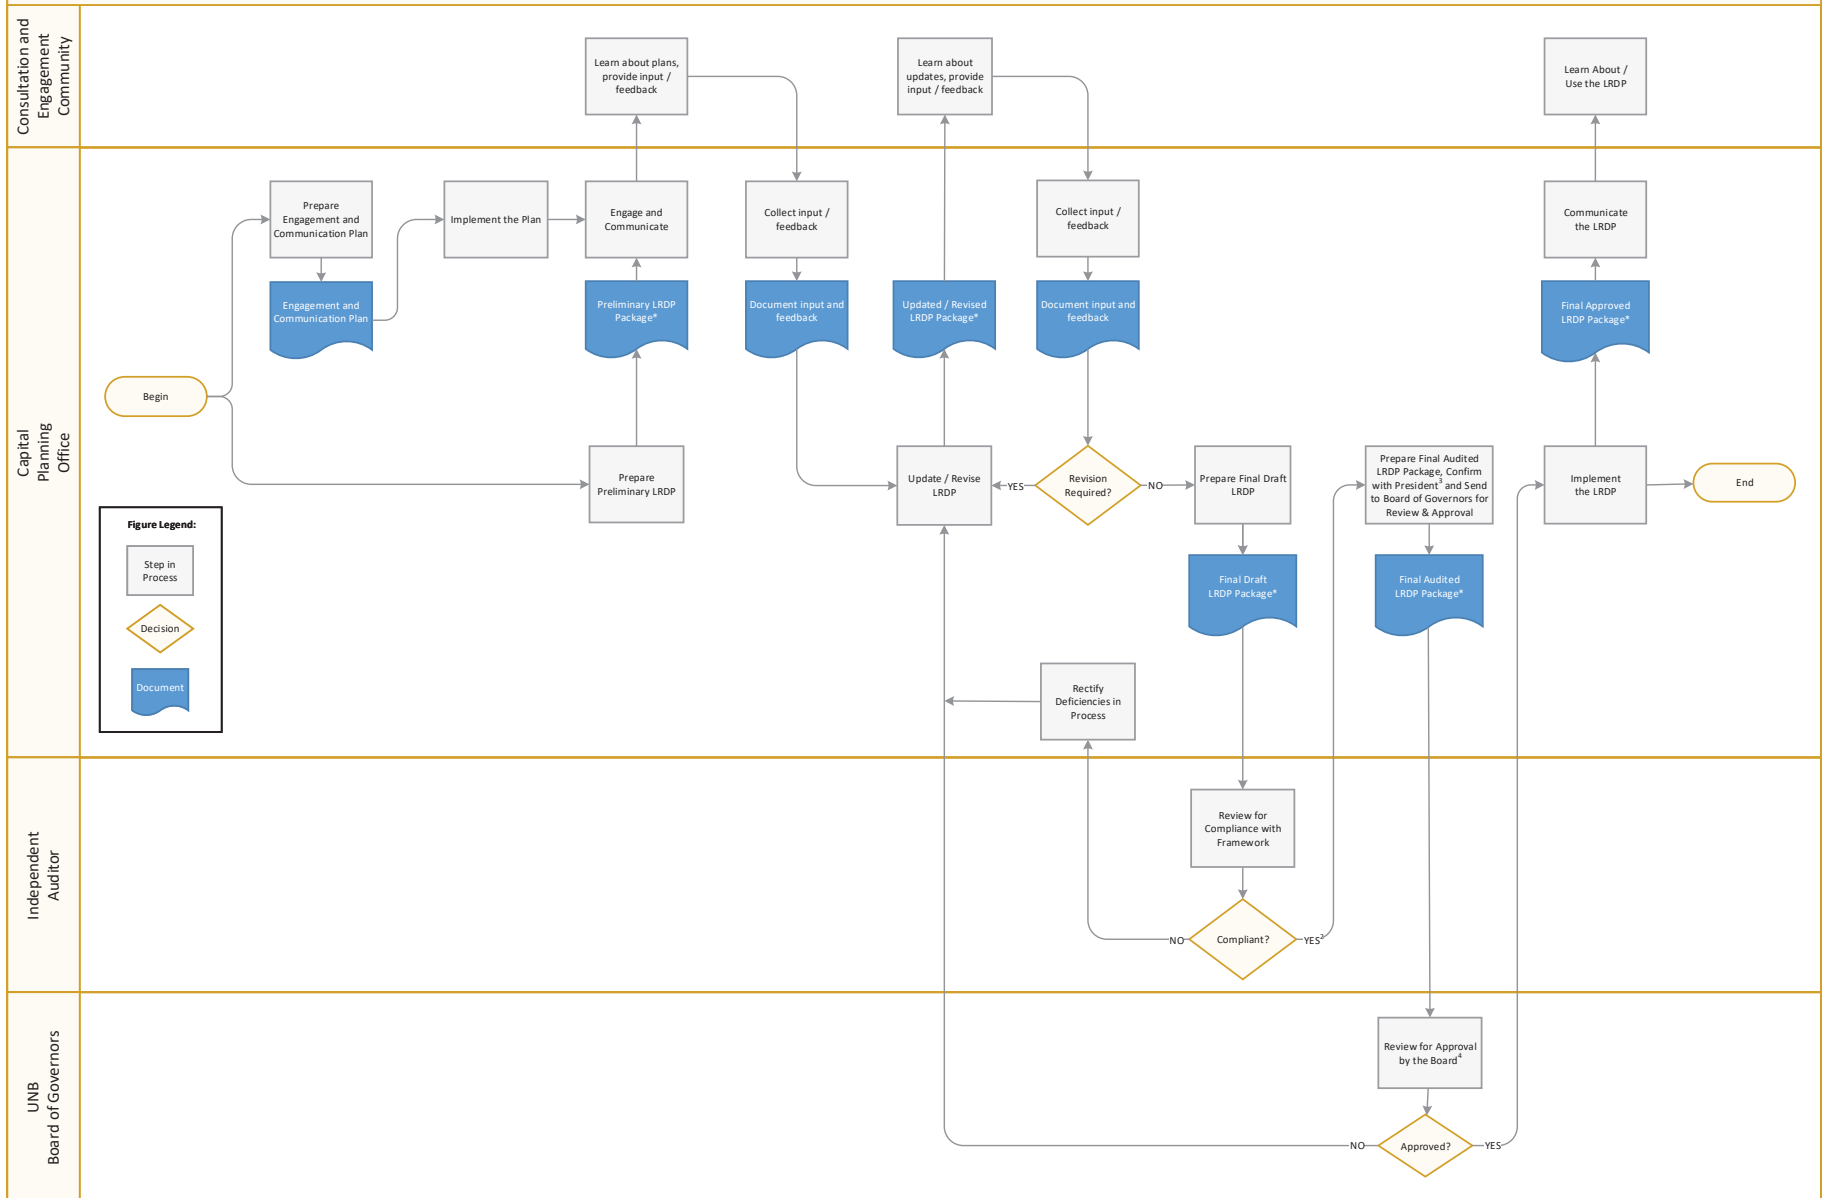 Consultation and
Engagement
Community
Learn about plans,
provide input /
feedback
Learn about
updates, provide
input / feedback
Learn About /
Use the LRDP
Capital
Planning
Office
Prepare
Engagement and
Communication Plan
Implement the Plan
Engage and
Communicate
Collect input /
feedback
Collect input /
feedback
Communicate
the LRDP
Engagement and
Communication Plan
Preliminary LRDP
Package*
Document input and
feedback
Updated / Revised
LRDP Package*
Document input and
feedback
Final Approved
LRDP Package*
Begin
Prepare
Preliminary LRDP
Update / Revise
LRDP
YES
Revision
Required?
NO
Prepare Final Draft
LRDP
Prepare Final Audited
LRDP Package, Confirm
with President³ and Send
to Board of Governors for
Review & Approval
Implement
the LRDP
End
Figure Legend:
Step in
Process
Decision
Document
Final Draft
LRDP Package*
Final Audited
LRDP Package*
Rectify
Deficiencies in
Process
Independent
Auditor
Review for
Compliance with
Framework
NO
Compliant?
YES²
UNB
Board of Governors
Review for Approval
by the Board⁴
NO
Approved?
YES